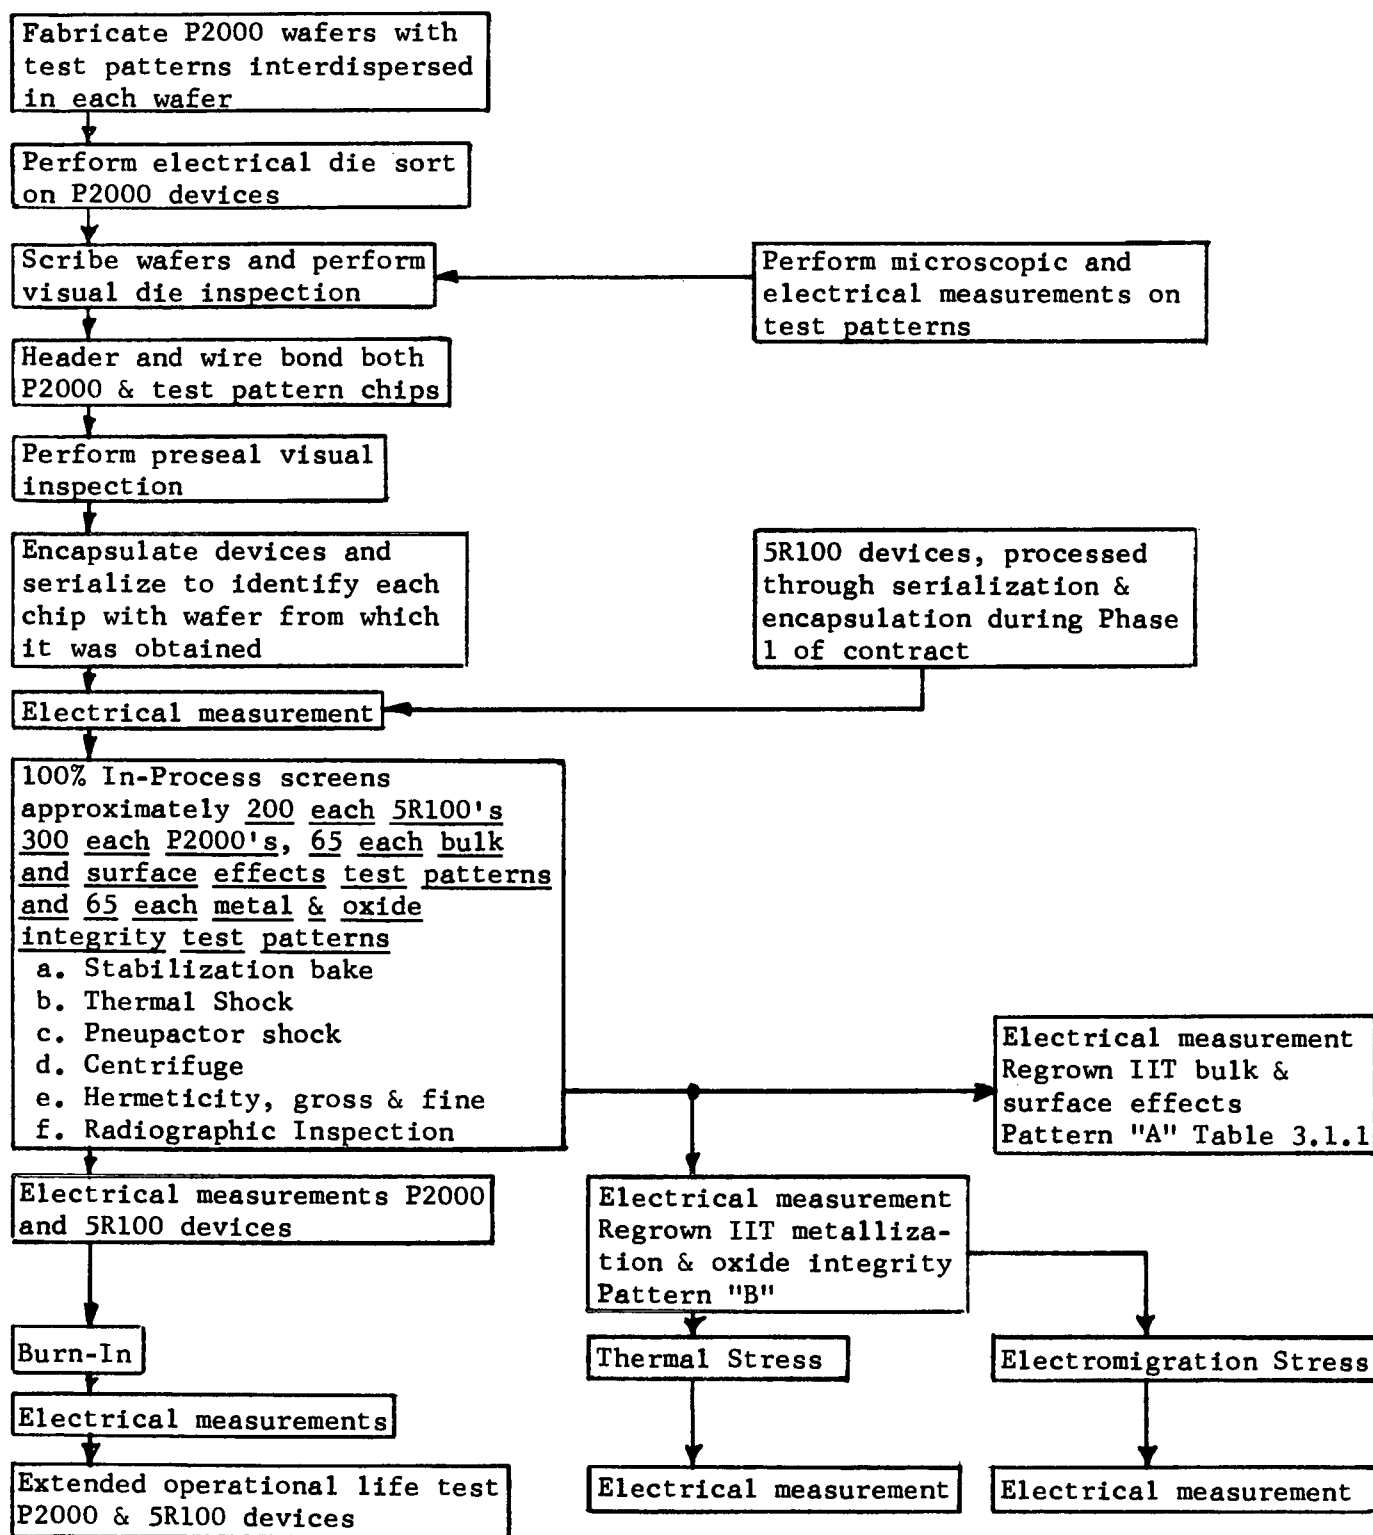 Fabricate P2000 wafers with
test patterns interdispersed
in each wafer
Perform electrical die sort
on P2000 devices
Scribe wafers and perform
visual die inspection
Perform microscopic and
electrical measurements on
test patterns
Header and wire bond both
P2000 & test pattern chips
Perform preseal visual
inspection
Encapsulate devices and
serialize to identify each
chip with wafer from which
it was obtained
5R100 devices, processed
through serialization &
encapsulation during Phase
1 of contract
Electrical measurement
100% In-Process screens
approximately 200 each 5R100's
300 each P2000's, 65 each bulk
and surface effects test patterns
and 65 each metal & oxide
integrity test patterns
a. Stabilization bake
b. Thermal Shock
c. Pneupactor shock
d. Centrifuge
e. Hermeticity, gross & fine
f. Radiographic Inspection
Electrical measurement
Regrown IIT bulk &
surface effects
Pattern "A" Table 3.1.1
Electrical measurements P2000
and 5R100 devices
Electrical measurement
Regrown IIT metalliza-
tion & oxide integrity
Pattern "B"
Burn-In
Thermal Stress
Electromigration Stress
Electrical measurements
Extended operational life test
P2000 & 5R100 devices
Electrical measurement
Electrical measurement